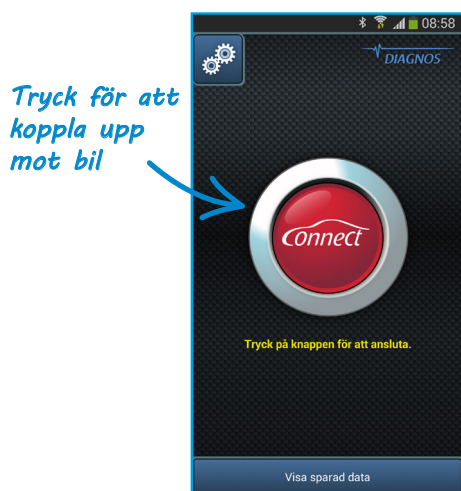 08:58
DIAGNOS
Tryck för att
koppla upp
mot bil
Connect
Tryck på knappen för att ansluta.
Visa sparad data